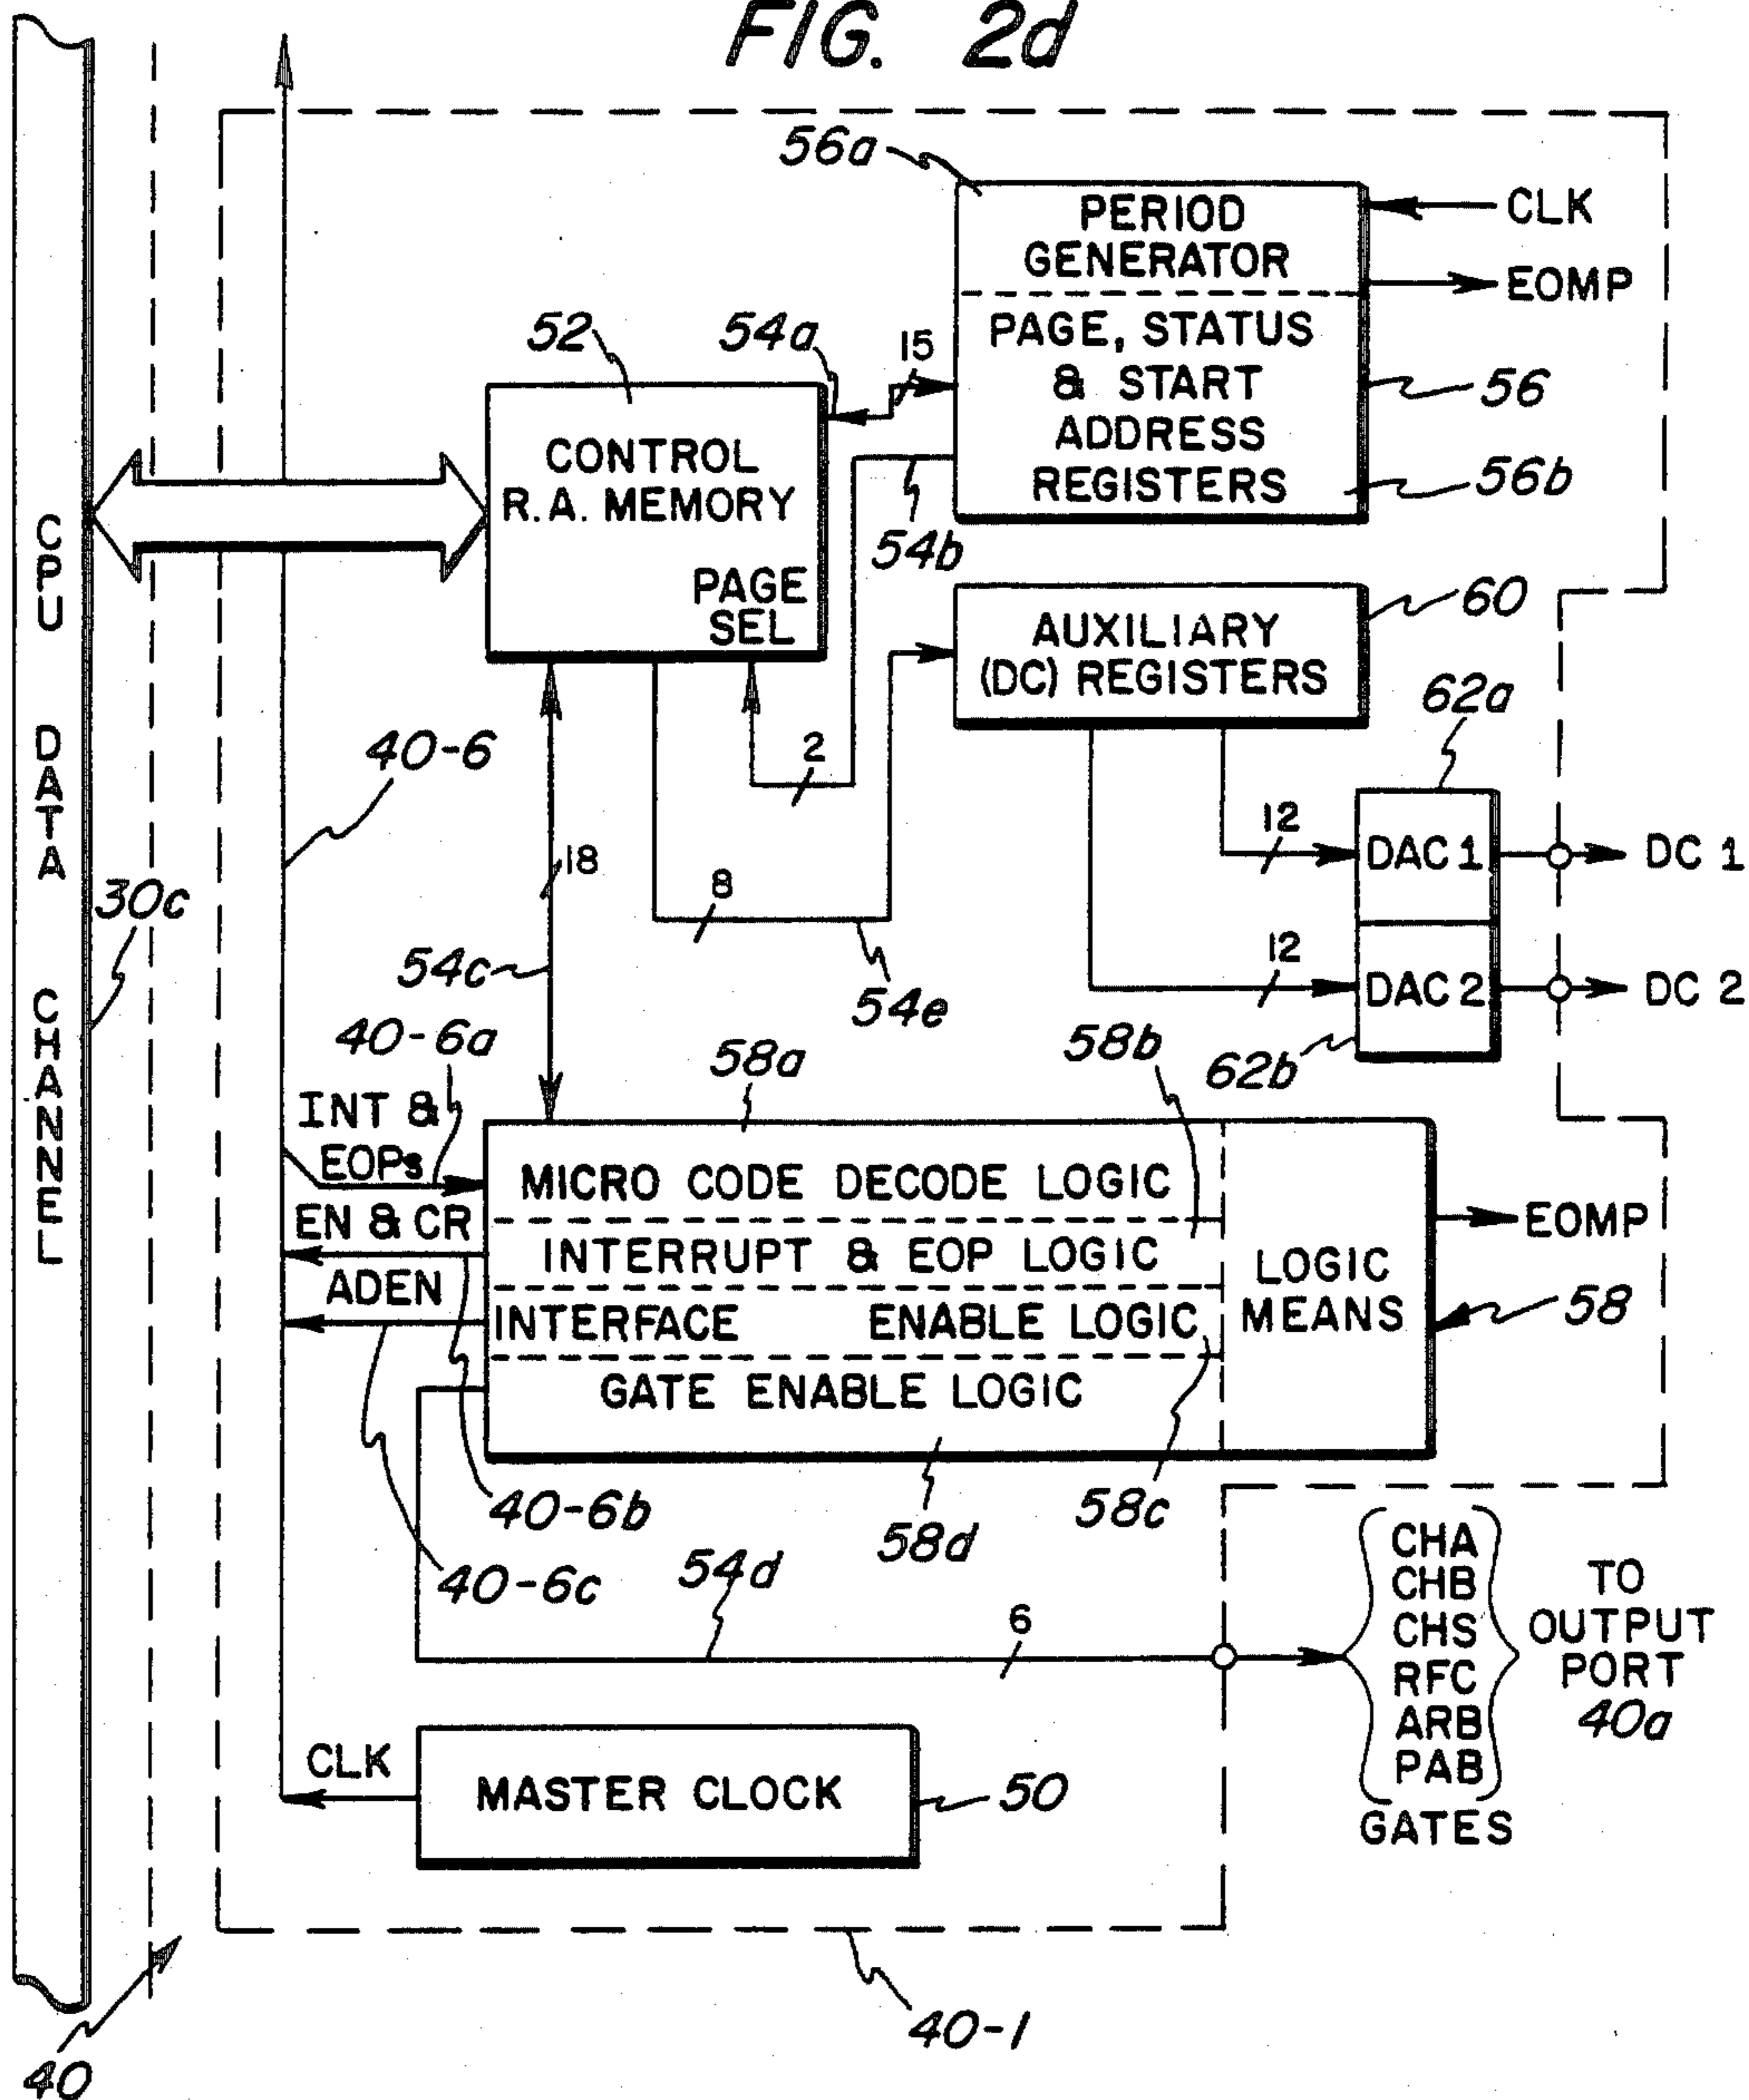 FIG. 2d
56a
PERIOD
GENERATOR
CLK
EOMP
PAGE, STATUS
& START
ADDRESS
REGISTERS
56
56b
52
54a
15
CONTROL
R.A. MEMORY
PAGE
SEL
54b
CPU DATA CHANNEL
30c
AUXILIARY
(DC) REGISTERS
60
62a
40-6
2
18
8
12
DAC 1
DC 1
12
DAC 2
DC 2
62b
54c
54e
40-6a
58a
58b
INT &
EOPs
MICRO CODE DECODE LOGIC
EN & CR
INTERRUPT & EOP LOGIC
ADEN
INTERFACE ENABLE LOGIC
GATE ENABLE LOGIC
LOGIC
MEANS
EOMP
58
40-6b
58c
58d
40-6c
54d
6
CHA
CHB
CHS
RFC
ARB
PAB
GATES
TO
OUTPUT
PORT
40a
CLK
MASTER CLOCK
50
40-1
40